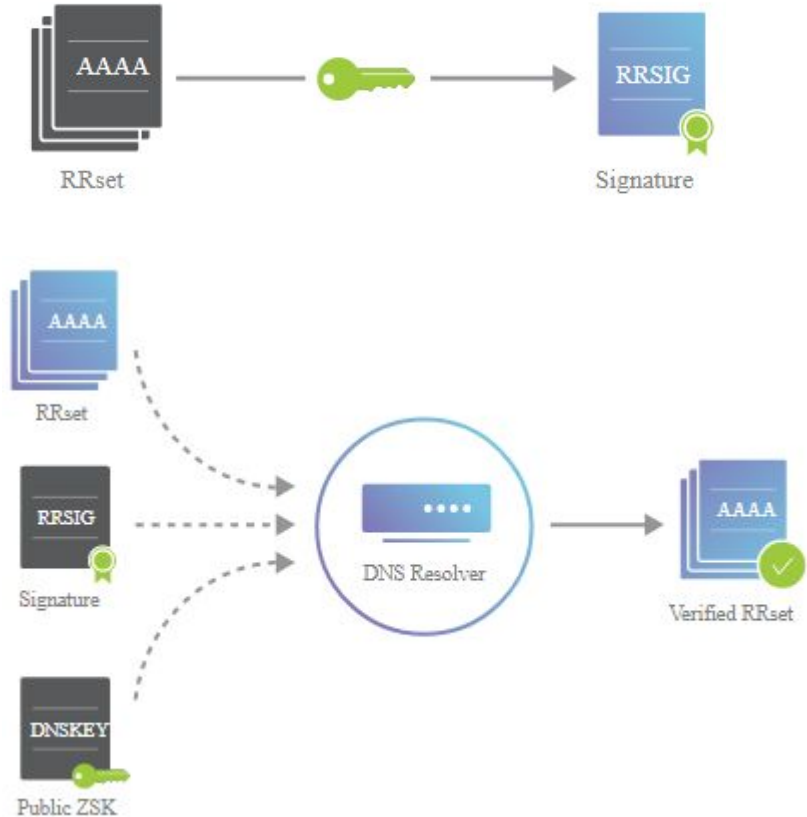 AAAA
RRSIG
RRset
Signature
AAAA
RRset
RRSIG
Signature
DNS Resolver
AAAA
Verified RRset
DNSKEY
Public ZSK